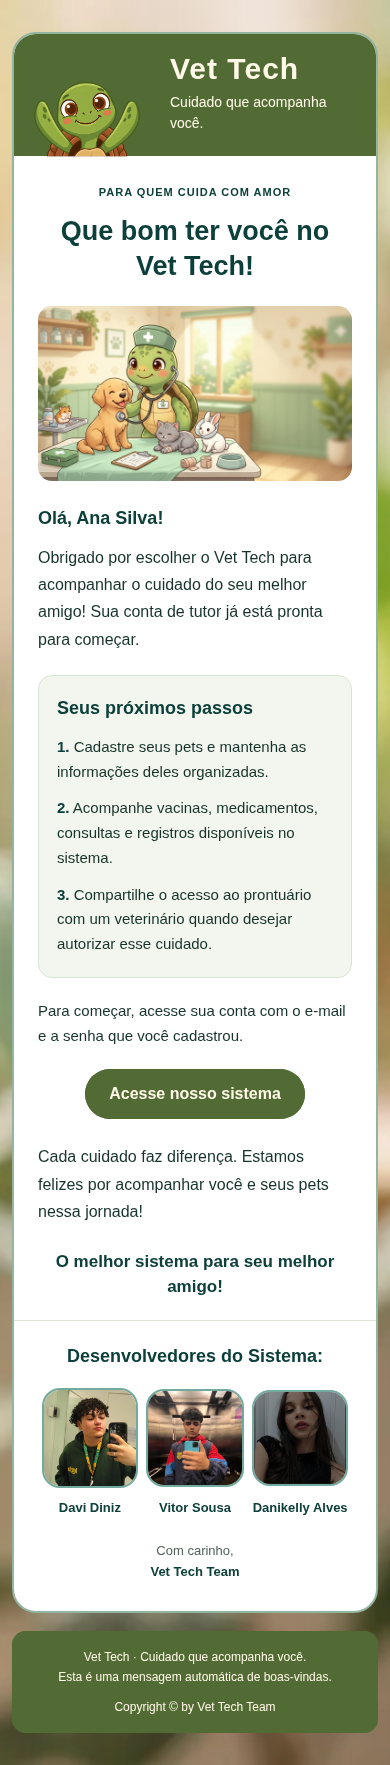 Vet Tech
Cuidado que acompanha
você.
PARA QUEM CUIDA COM AMOR
Que bom ter você no
Vet Tech!
Olá, Ana Silva!
Obrigado por escolher o Vet Tech para
acompanhar o cuidado do seu melhor
amigo! Sua conta de tutor já está pronta
para começar.
Seus próximos passos
1. Cadastre seus pets e mantenha as
informações deles organizadas.
2. Acompanhe vacinas, medicamentos,
consultas e registros disponíveis no
sistema.
3. Compartilhe o acesso ao prontuário
com um veterinário quando desejar
autorizar esse cuidado.
Para começar, acesse sua conta com o e-mail
e a senha que você cadastrou.
Acesse nosso sistema
Cada cuidado faz diferença. Estamos
felizes por acompanhar você e seus pets
nessa jornada!
O melhor sistema para seu melhor
amigo!
Desenvolvedores do Sistema:
Davi Diniz
Vitor Sousa
Danikelly Alves
Com carinho,
Vet Tech Team
Vet Tech · Cuidado que acompanha você.
Esta é uma mensagem automática de boas-vindas.
Copyright © by Vet Tech Team